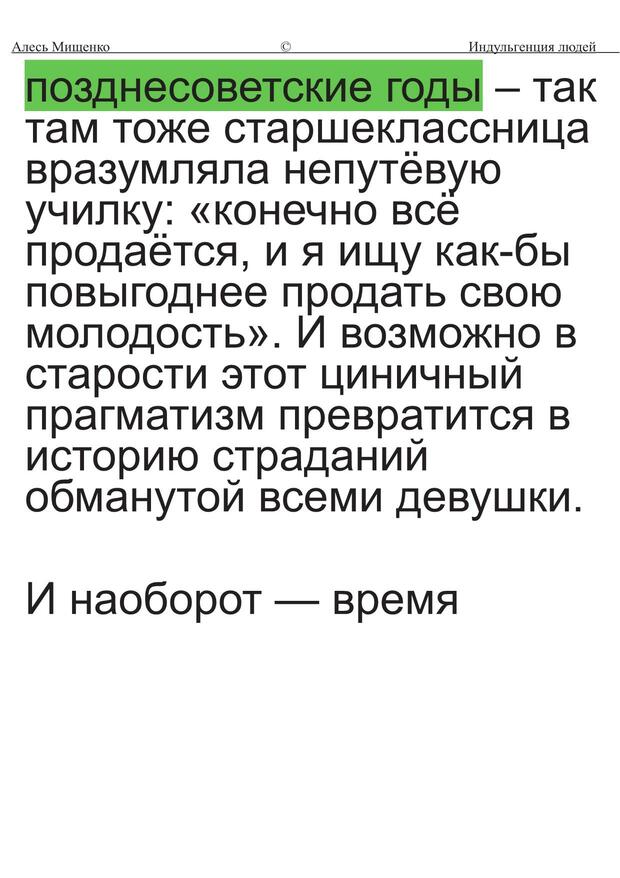 Алесь Мищенко © Индульгенция людей
позднесоветские годы – так
там тоже старшеклассница
вразумляла непутёвую
училку: «конечно всё
продаётся, и я ищу как-бы
повыгоднее продать свою
молодость». И возможно в
старости этот циничный
прагматизм превратится в
историю страданий
обманутой всеми девушки.
И наоборот — время